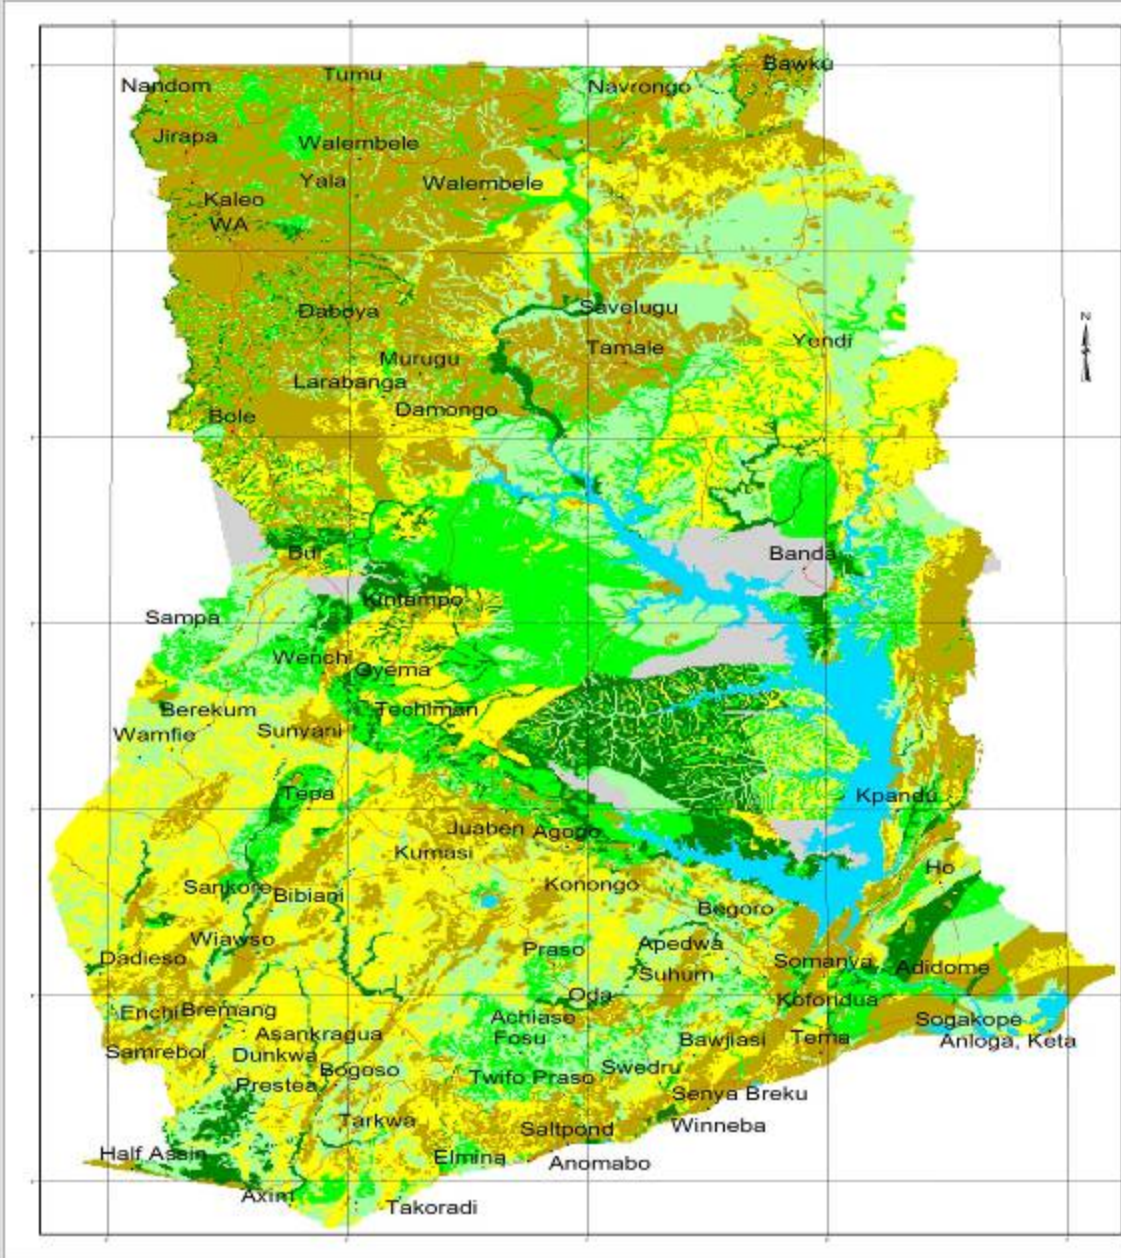 Bawku
Tumu
Nandom
Navrongo
Jirapa
Walembele
Yala
Walembele
Kaleo
WA
Savelugu
Daboya
N
Yendi
Tamale
Murugu
Larabanga
Damongo
Bole
Bui
Banda
Kintampo
Sampa
Wenchi
Gyema
Berekum
Techiman
Sunyani
Wamfie
Tepa
Kpandu
Juaben
Agogo
Kumasi
Ho
Sankore
Bibiani
Konongo
Begoro
Wiawso
Praso
Apedwa
Dadieso
Somanya
Adidome
Suhum
Oda
Koforidua
Enchi
Bremang
Achiase
Sogakope
Asankragua
Fosu
Bawjiasi
Tema
Anloga, Keta
Samreboi
Dunkwa
Bogoso
Swedru
Prestea
Twifo Praso
Senya Breku
Tarkwa
Saltpond
Winneba
Half Assin
Elmina
Anomabo
Axim
Takoradi